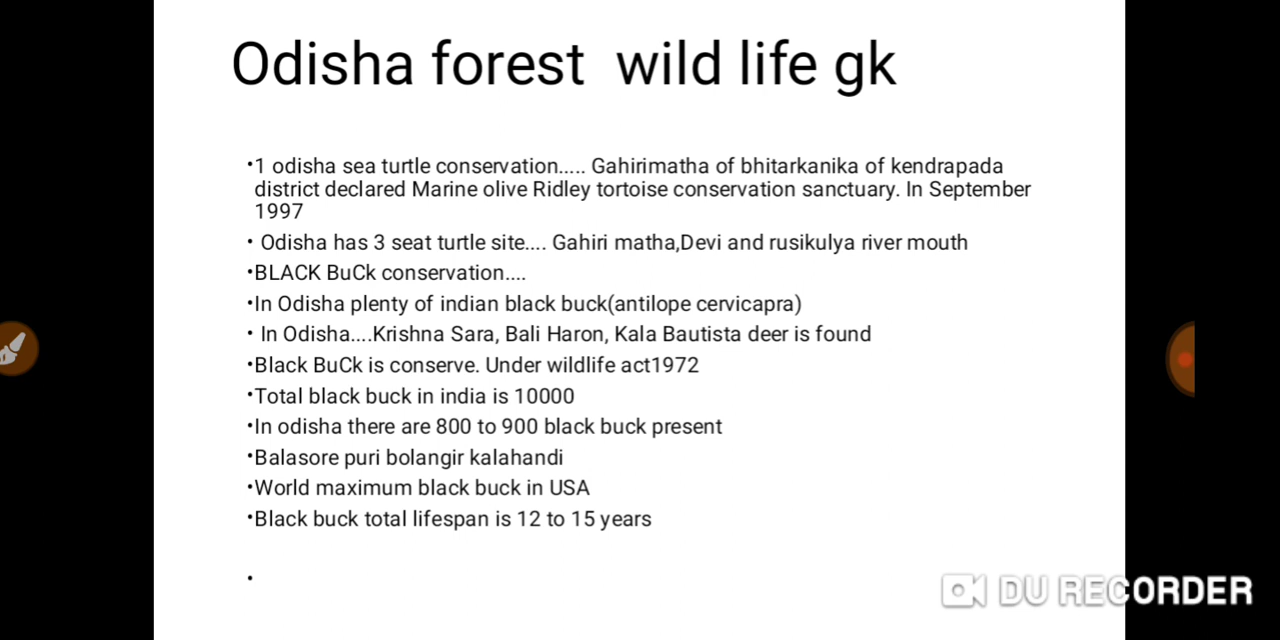 Odisha forest wild life gk
•1 odisha sea turtle conservation..... Gahirimatha of bhitarkanika of kendrapada
district declared Marine olive Ridley tortoise conservation sanctuary. In September
1997
• Odisha has 3 seat turtle site.... Gahiri matha,Devi and rusikulya river mouth
•BLACK BuCk conservation....
•In Odisha plenty of indian black buck(antilope cervicapra)
• In Odisha....Krishna Sara, Bali Haron, Kala Bautista deer is found
•Black BuCk is conserve. Under wildlife act1972
•Total black buck in india is 10000
•In odisha there are 800 to 900 black buck present
•Balasore puri bolangir kalahandi
•World maximum black buck in USA
•Black buck total lifespan is 12 to 15 years
•
DU RECORDER